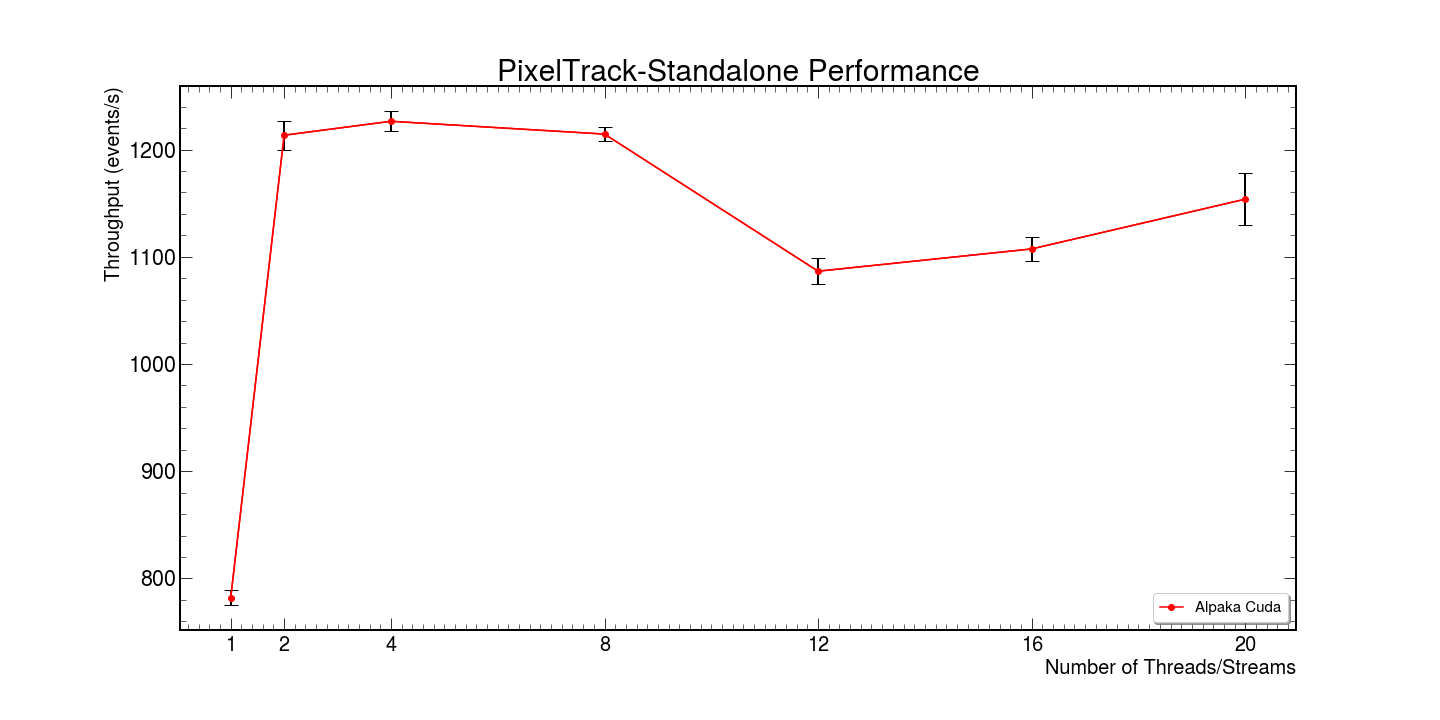 PixelTrack-Standalone Performance
Throughput (events/s)
1200
1100
1000
900
800
Alpaka Cuda
1 2 4 8 12 16 20
Number of Threads/Streams